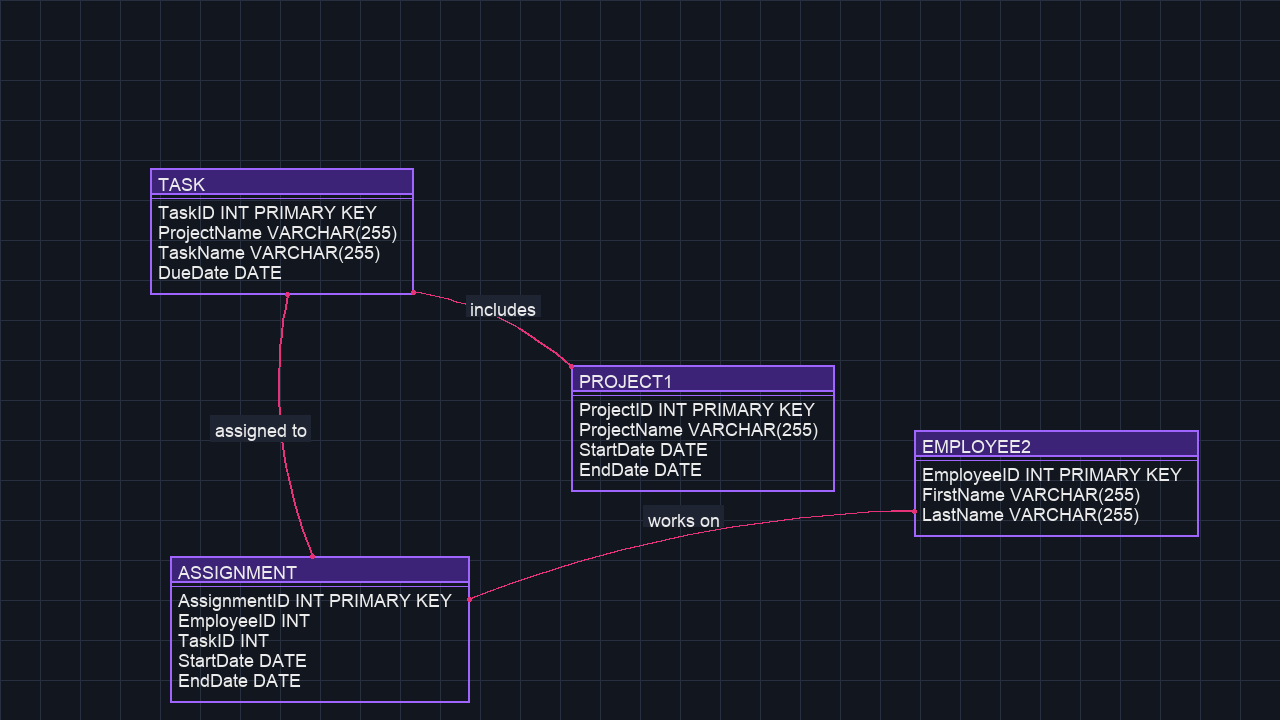 TASK
TaskID INT PRIMARY KEY
ProjectName VARCHAR(255)
TaskName VARCHAR(255)
DueDate DATE
includes
PROJECT1
ProjectID INT PRIMARY KEY
ProjectName VARCHAR(255)
StartDate DATE
EndDate DATE
assigned to
EMPLOYEE2
EmployeeID INT PRIMARY KEY
FirstName VARCHAR(255)
LastName VARCHAR(255)
works on
ASSIGNMENT
AssignmentID INT PRIMARY KEY
EmployeeID INT
TaskID INT
StartDate DATE
EndDate DATE